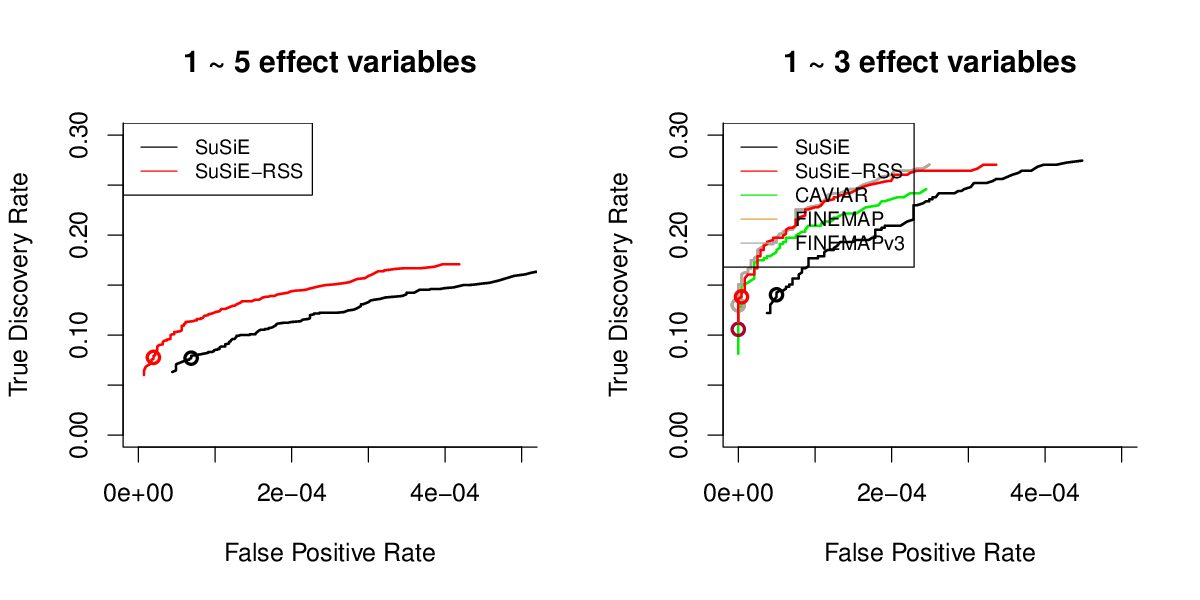 1 ~ 5 effect variables
SuSiE
SuSiE−RSS
True Discovery Rate
0.00
0.10
0.20
0.30
0e+00
2e−04
4e−04
False Positive Rate
1 ~ 3 effect variables
SuSiE
SuSiE−RSS
CAVIAR
FINEMAP
FINEMAPv3
True Discovery Rate
0.00
0.10
0.20
0.30
0e+00
2e−04
4e−04
False Positive Rate